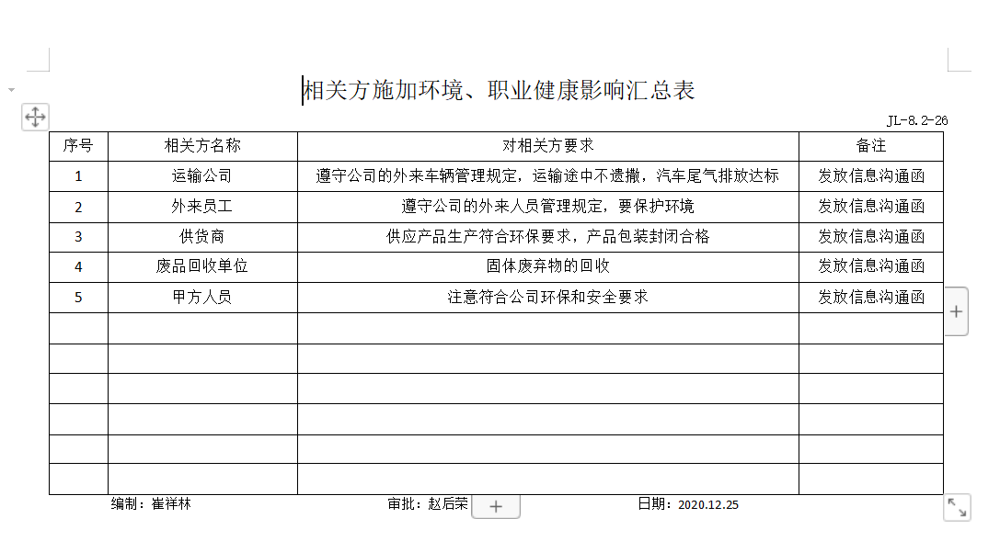 相关方施加环境、职业健康影响汇总表
JL-8.2-26
序号 相关方名称 对相关方要求 备注
1 运输公司 遵守公司的外来车辆管理规定，运输途中不遗撒，汽车尾气排放达标 发放信息沟通函
2 外来员工 遵守公司的外来人员管理规定，要保护环境 发放信息沟通函
3 供货商 供应产品生产符合环保要求，产品包装封闭合格 发放信息沟通函
4 废品回收单位 固体废弃物的回收 发放信息沟通函
5 甲方人员 注意符合公司环保和安全要求 发放信息沟通函
编制：崔祥林 审批：赵后荣 日期：2020.12.25